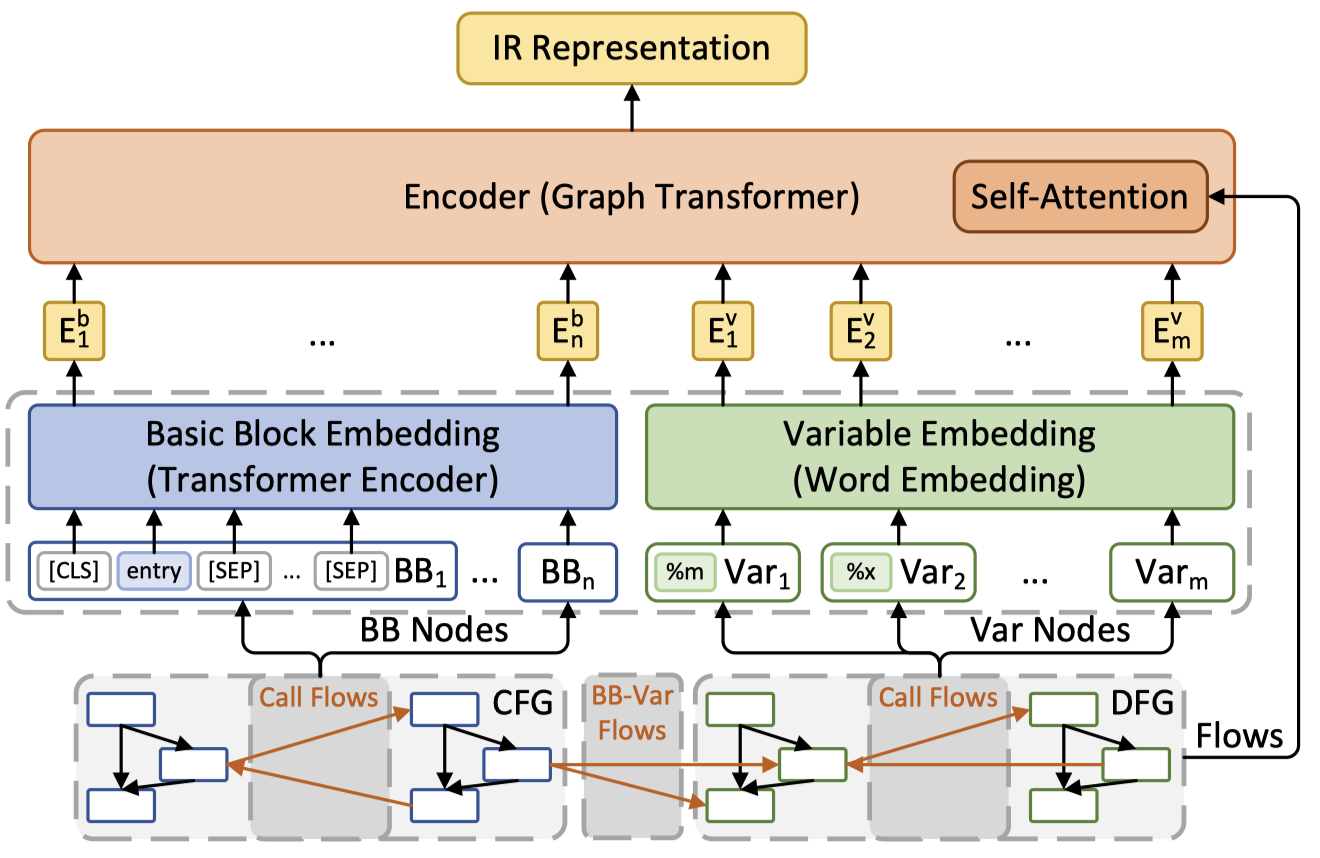 IR Representation
Encoder (Graph Transformer)
Self-Attention
E₁ᵇ
...
Eₙᵇ
E₁ᵛ
E₂ᵛ
...
Eₘᵛ
Basic Block Embedding
(Transformer Encoder)
Variable Embedding
(Word Embedding)
[CLS] entry [SEP] ... [SEP] BB₁ ... BBₙ
%m Var₁ %x Var₂ ... Varₘ
BB Nodes
Var Nodes
Call Flows
CFG
BB-Var
Flows
Call Flows
DFG
Flows